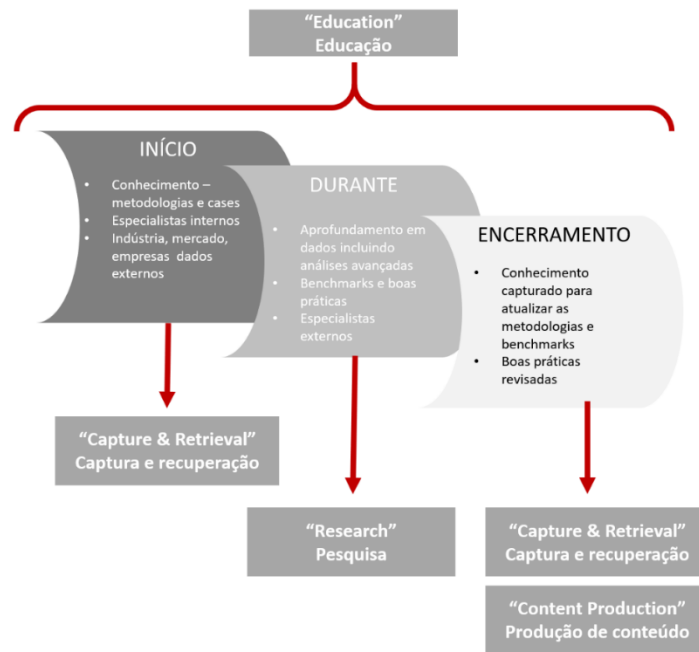 “Education”
Educação
INÍCIO
• Conhecimento –
metodologias e cases
• Especialistas internos
• Indústria, mercado,
empresas dados
externos
DURANTE
• Aprofundamento em
dados incluindo
análises avançadas
• Benchmarks e boas
práticas
• Especialistas
externos
ENCERRAMENTO
• Conhecimento
capturado para
atualizar as
metodologias e
benchmarks
• Boas práticas
revisadas
“Capture & Retrieval”
Captura e recuperação
“Research”
Pesquisa
“Capture & Retrieval”
Captura e recuperação
“Content Production”
Produção de conteúdo